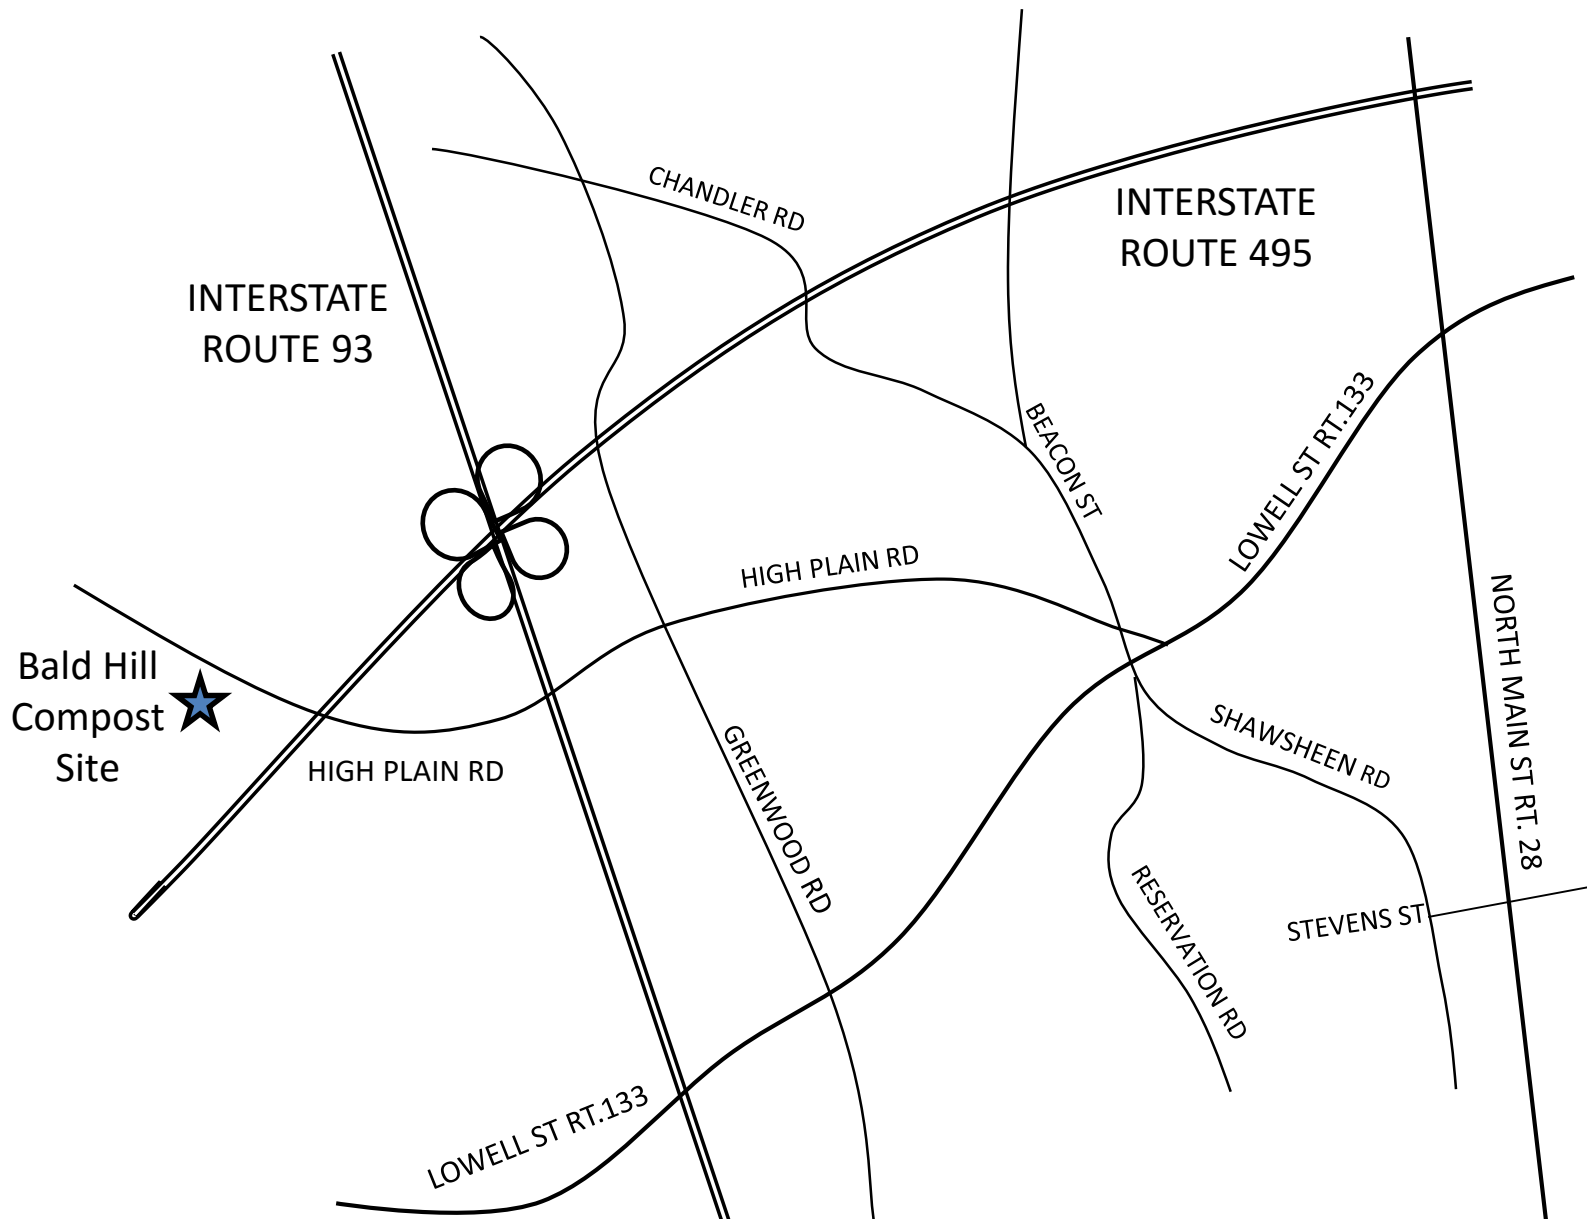 CHANDLER RD
INTERSTATE
ROUTE 495
INTERSTATE
ROUTE 93
LOWELL ST RT.133
BEACON ST
HIGH PLAIN RD
NORTH MAIN ST RT. 28
Bald Hill
Compost
Site
HIGH PLAIN RD
SHAWSHEEN RD
GREENWOOD RD
RESERVATION RD
STEVENS ST
LOWELL ST RT.133